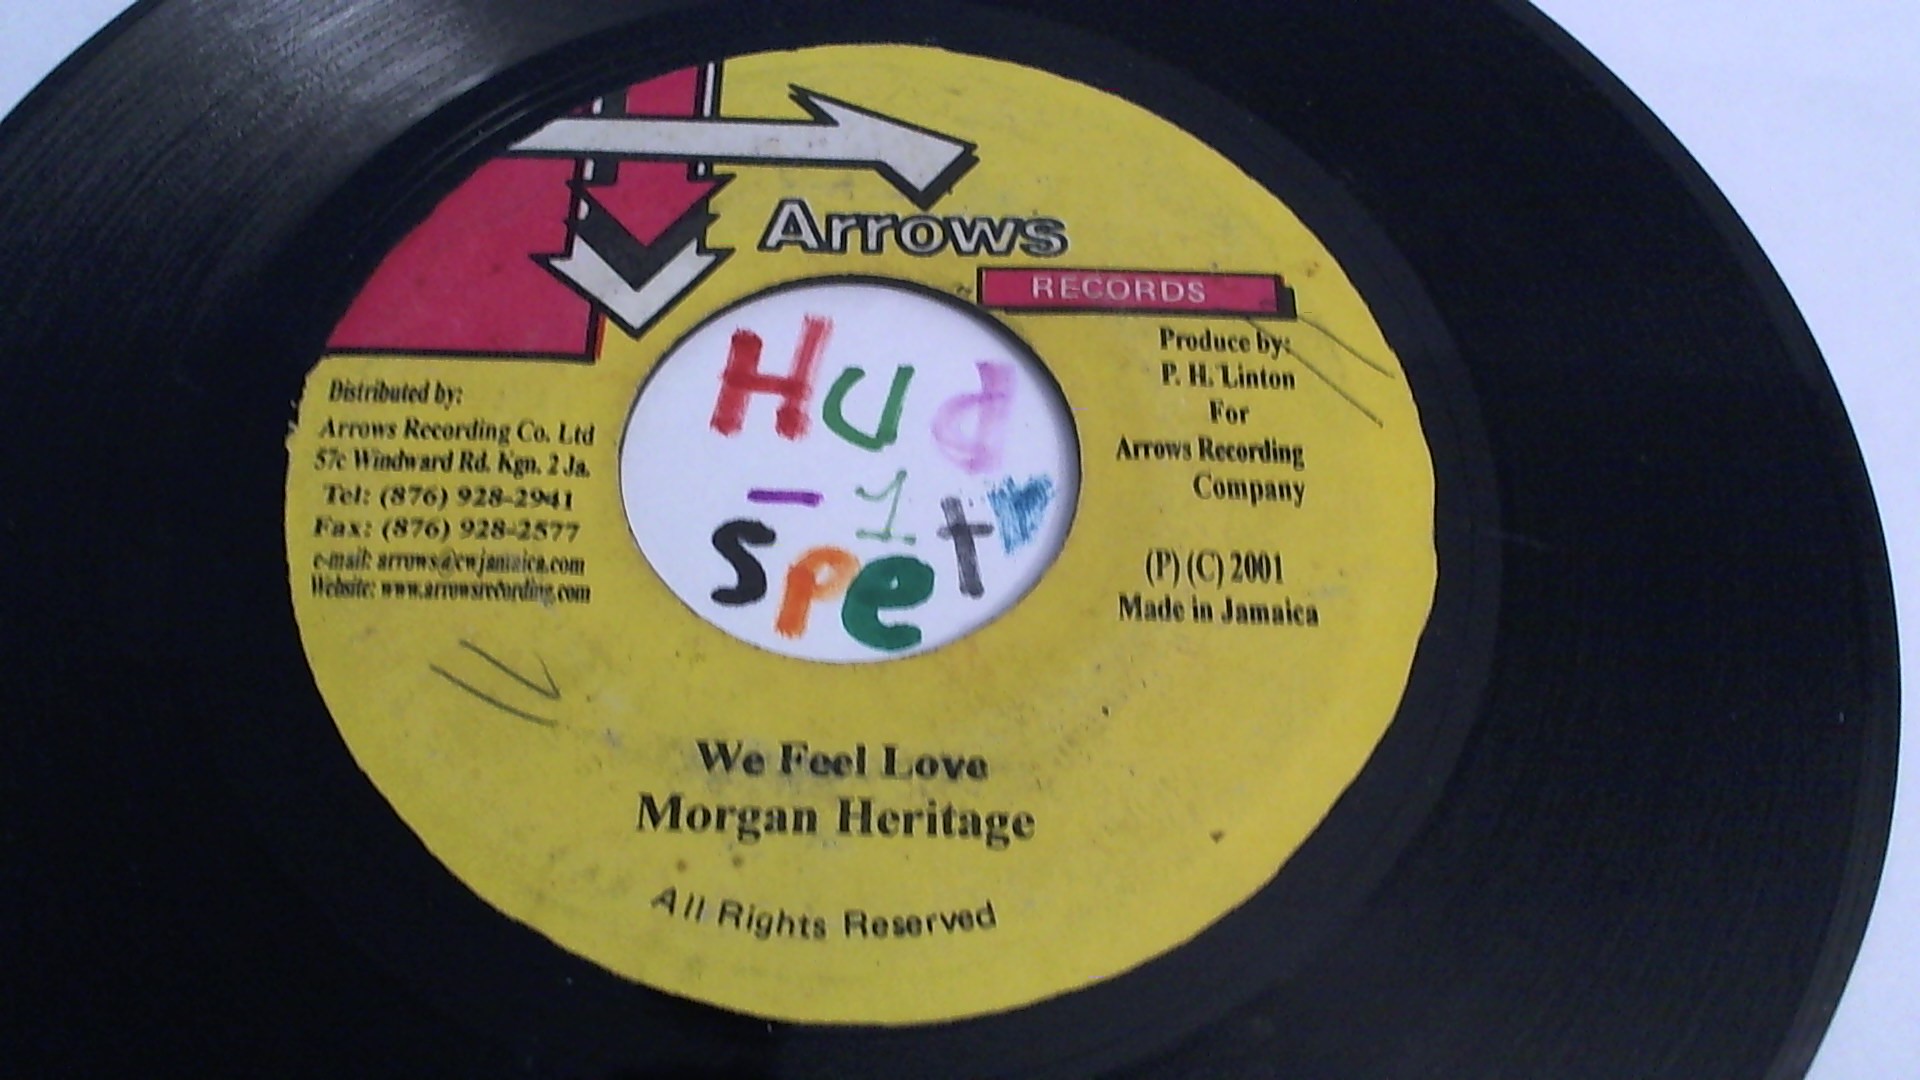 Arrows
RECORDS
Produce by:
P. H. Linton
For
Arrows Recording
Company
(P) (C) 2001
Made in Jamaica
Distributed by:
Arrows Recording Co. Ltd
57c Windward Rd. Kgn. 2 Ja.
Tel: (876) 928-2941
Fax: (876) 928-2577
e-mail: arrows@cwjamaica.com
Website: www.arrowsrecording.com
Hud
- 1
spet
We Feel Love
Morgan Heritage
All Rights Reserved